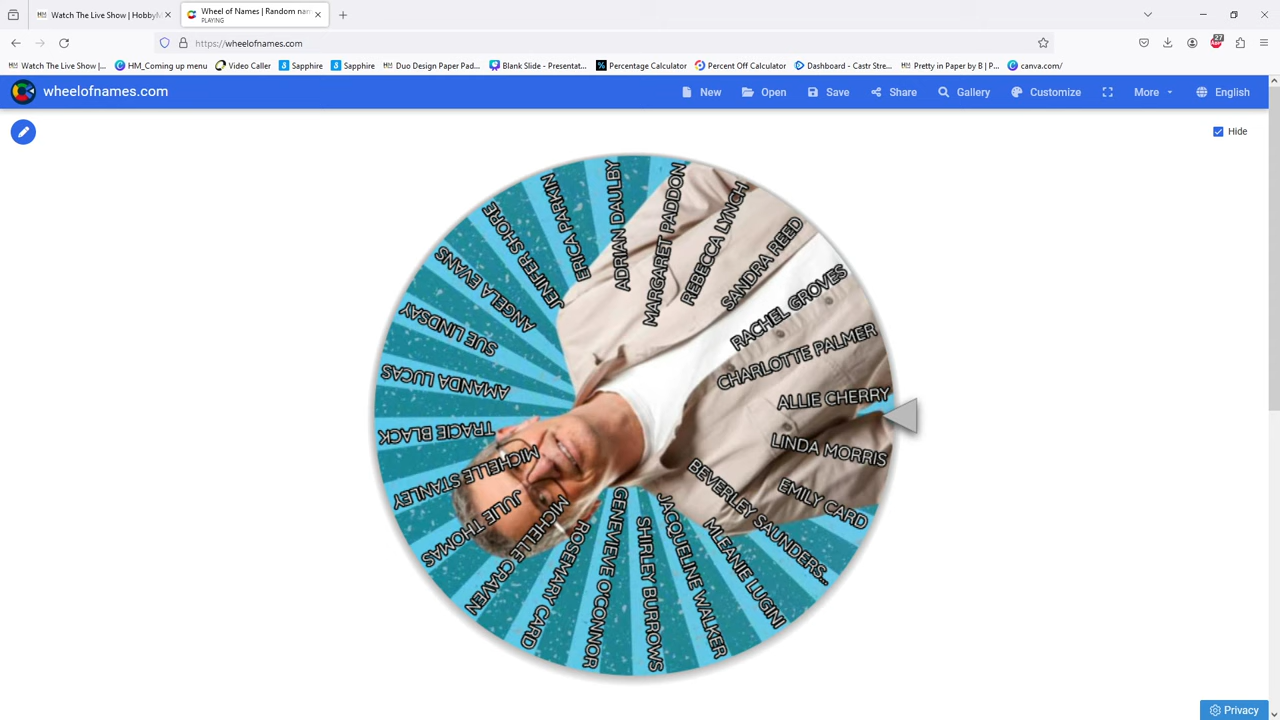 Watch The Live Show | HobbyM
Wheel of Names | Random nam
PLAYING
https://wheelofnames.com
27
Watch The Live Show |...
HM_Coming up menu
Video Caller
Sapphire
Sapphire
Duo Design Paper Pad...
Blank Slide - Presentat...
Percentage Calculator
Percent Off Calculator
Dashboard - Castr Stre...
Pretty in Paper by B | P...
canva.com/
wheelofnames.com
New
Open
Save
Share
Gallery
Customize
More
English
Hide
ADRIAN DAULBY
MARGARET PADDON
REBECCA LYNCH
SANDRA REED
RACHEL GROVES
CHARLOTTE PALMER
ALLIE CHERRY
LINDA MORRIS
EMILY CARD
BEVERLEY SAUNDERS...
MLEANIE LUGINI
JACQUELINE WALKER
SHIRLEY BURROWS
GENEVIEVE O'CONNOR
ROSEMARY CARD
MICHELLE CRAVEN
JULIE THOMAS
MICHELLE STANLEY
TRACIE BLACK
AMANDA LUCAS
SUE LINDSAY
ANGELA EVANS
JENIFER SHORE
ERICA PARKIN
Privacy